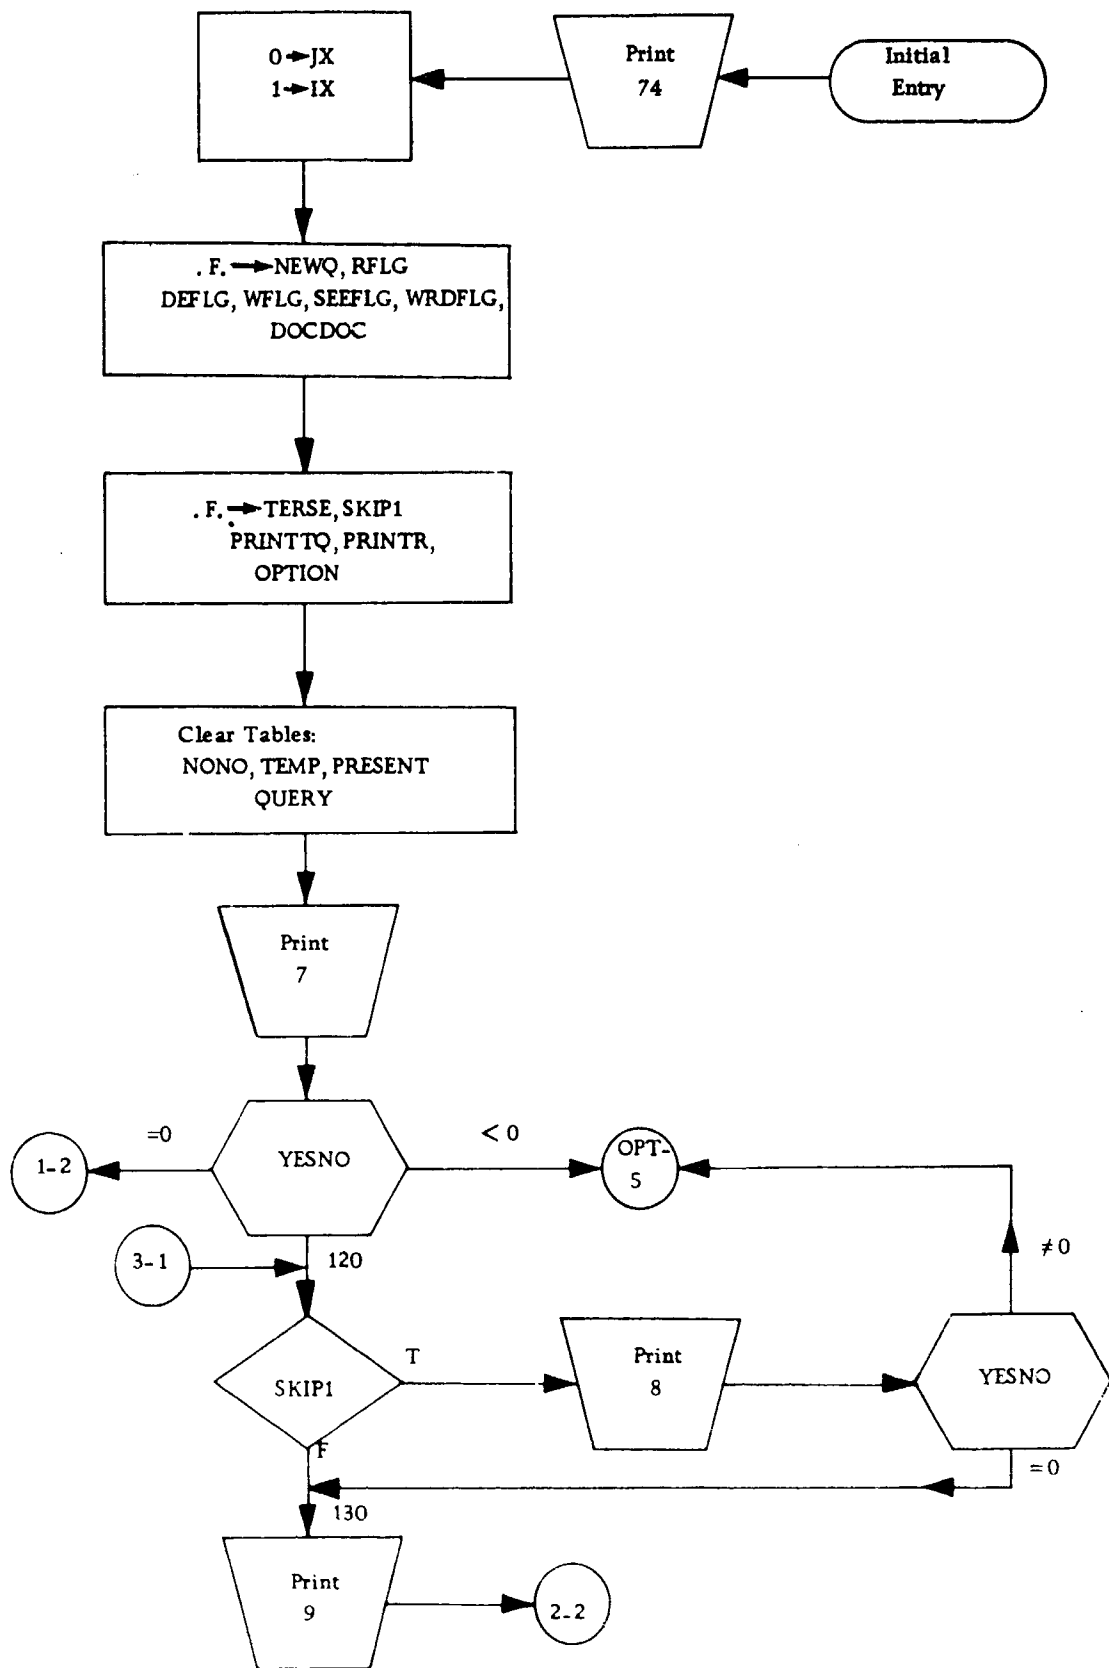 Initial
Entry
Print
74
0→JX
1→IX
. F. →NEWQ, RFLG
DEFLG, WFLG, SEEFLG, WRDFLG,
DOCDOC
. F. →TERSE, SKIP1
PRINTTQ, PRINTR,
OPTION
Clear Tables:
NONO, TEMP, PRESENT
QUERY
Print
7
=0
YESNO
< 0
1-2
OPT-
5
3-1
120
≠0
SKIP1
T
Print
8
YESNO
F
=0
130
Print
9
2-2